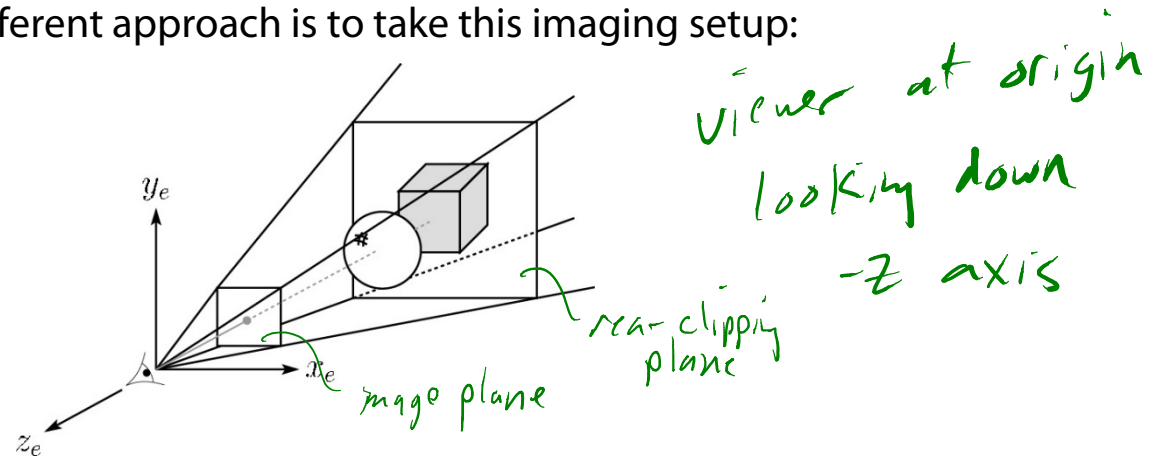 fferent approach is to take this imaging setup:
viewer at origin
looking down
-z axis
y_e
x_e
z_e
#
rear clipping
plane
image plane